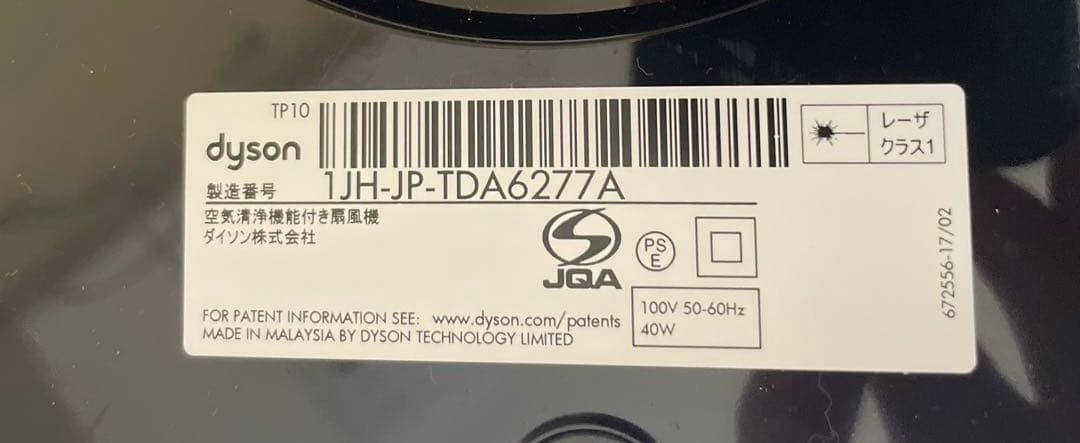 TP10
dyson
製造番号 1JH-JP-TDA6277A
レーザ
クラス1
空気清浄機能付き扇風機
ダイソン株式会社
JQA
PS
E
100V 50-60Hz
40W
FOR PATENT INFORMATION SEE: www.dyson.com/patents
MADE IN MALAYSIA BY DYSON TECHNOLOGY LIMITED
672556-17/02